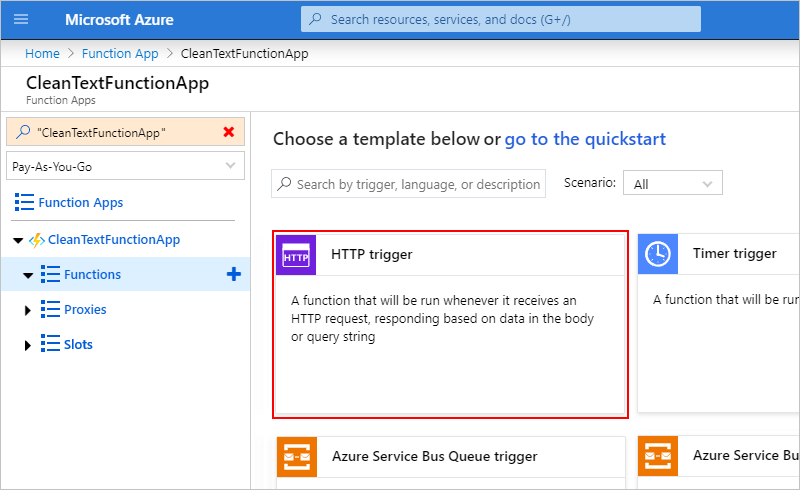 Microsoft Azure
Search resources, services, and docs (G+/)
Home
Function App
CleanTextFunctionApp
CleanTextFunctionApp
Function Apps
"CleanTextFunctionApp"
Pay-As-You-Go
Function Apps
CleanTextFunctionApp
Functions
Proxies
Slots
Choose a template below or go to the quickstart
Search by trigger, language, or description
Scenario:
All
HTTP
HTTP trigger
A function that will be run whenever it receives an
HTTP request, responding based on data in the body
or query string
Timer trigger
A function that will be run
Azure Service Bus Queue trigger
Azure Service Bu